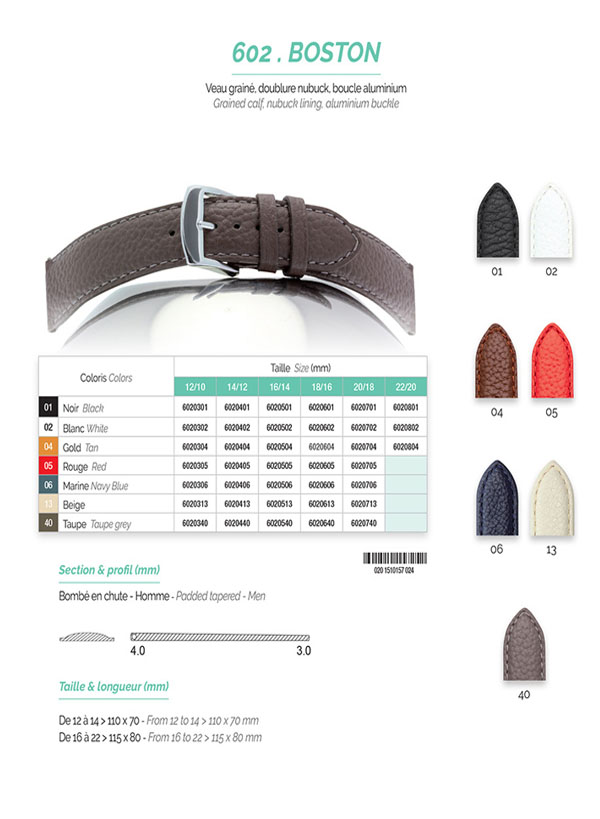 602 . BOSTON
Veau grainé, doublure nubuck, boucle aluminium
Grained calf, nubuck lining, aluminium buckle
01 02
04 05
06 13
40
Coloris Colors
Taille Size (mm)
12/10 14/12 16/14 18/16 20/18 22/20
01 Noir Black 6020301 6020401 6020501 6020601 6020701 6020801
02 Blanc White 6020302 6020402 6020502 6020602 6020702 6020802
04 Gold Tan 6020304 6020404 6020504 6020604 6020704 6020804
05 Rouge Red 6020305 6020405 6020505 6020605 6020705
06 Marine Navy Blue 6020306 6020406 6020506 6020606 6020706
13 Beige 6020313 6020413 6020513 6020613 6020713
40 Taupe Taupe grey 6020340 6020440 6020540 6020640 6020740
020 1510157 024
Section & profil (mm)
Bombé en chute - Homme - Padded tapered - Men
4.0 3.0
Taille & longueur (mm)
De 12 à 14 > 110 x 70 - From 12 to 14 > 110 x 70 mm
De 16 à 22 > 115 x 80 - From 16 to 22 > 115 x 80 mm